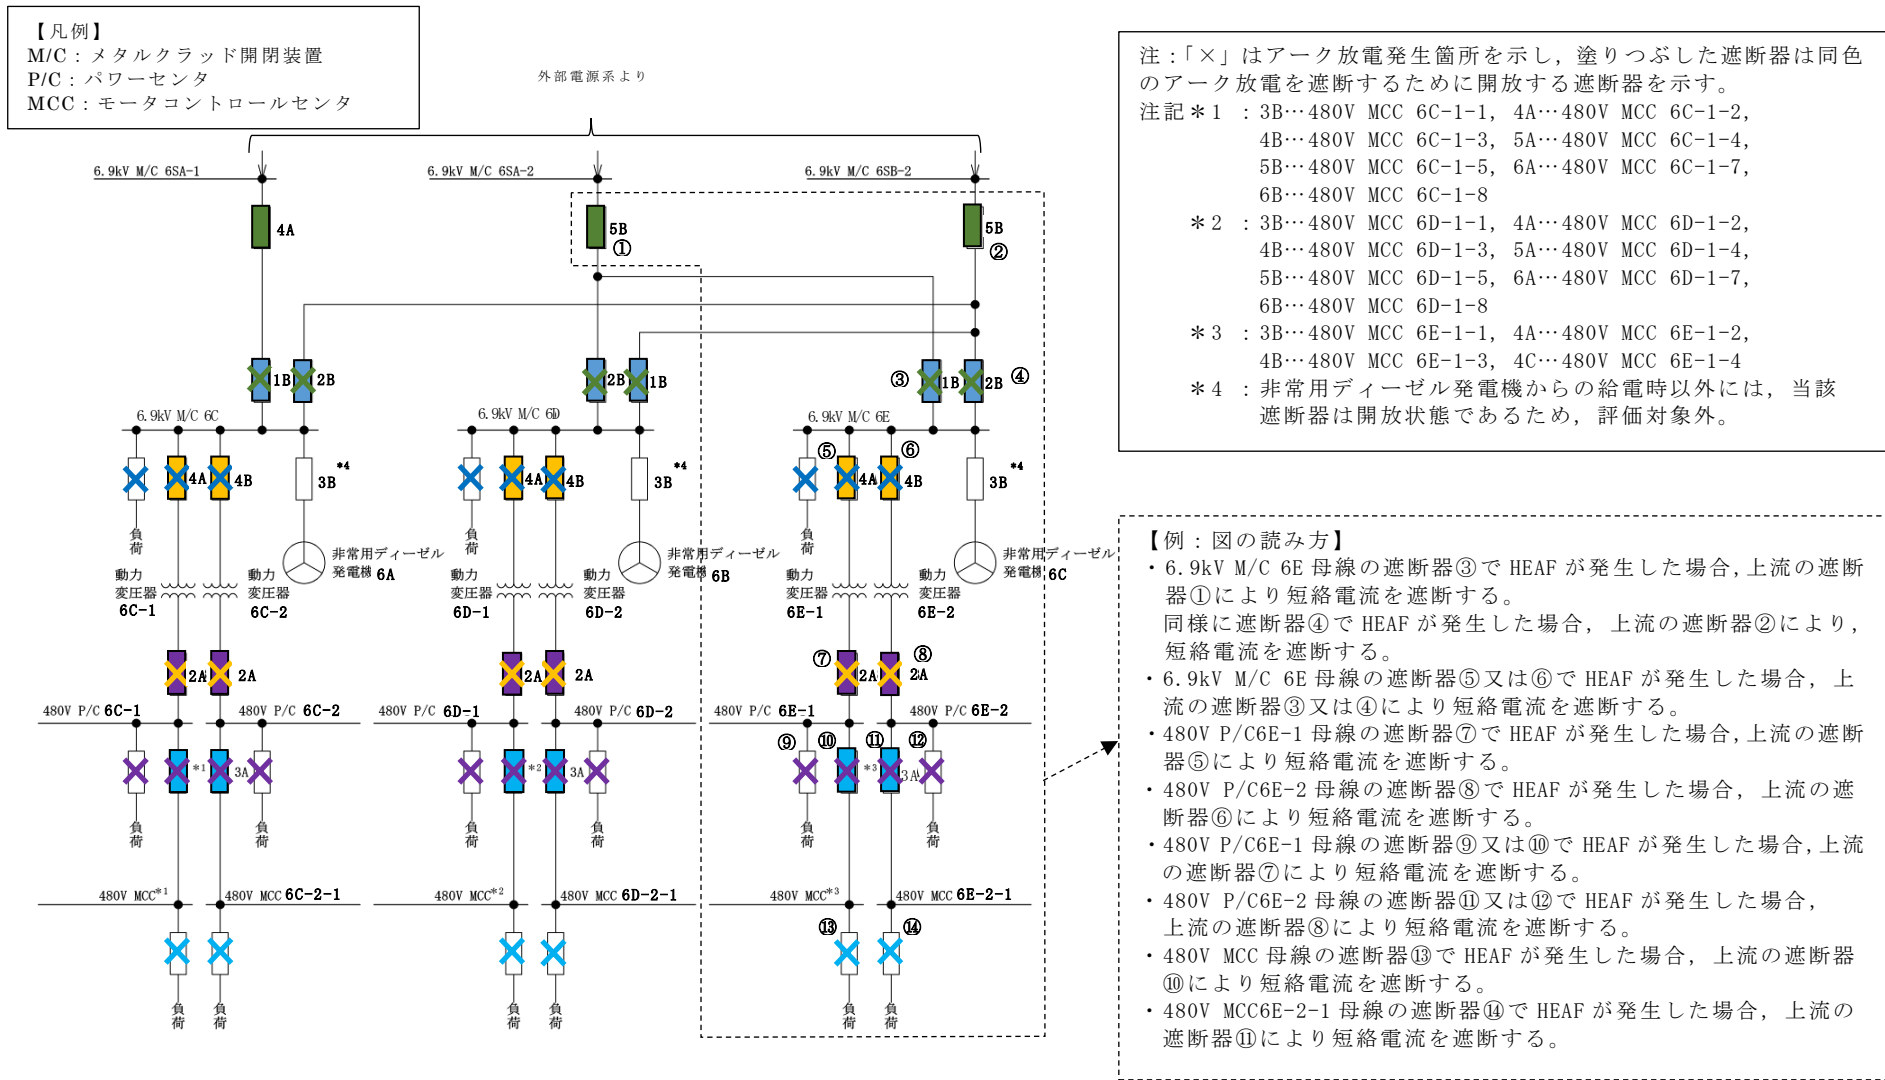 【凡例】
M/C：メタルクラッド開閉装置
P/C：パワーセンタ
MCC：モータコントロールセンタ
外部電源系より
6.9kV M/C 6SA-1
6.9kV M/C 6SA-2
6.9kV M/C 6SB-2
4A
5B
①
5B
②
1B
2B
2B
1B
③
1B
2B
④
6.9kV M/C 6C
6.9kV M/C 6D
6.9kV M/C 6E
⑤
⑥
4A
4B
3B
*4
4A
4B
3B
*4
4A
4B
3B
*4
負荷
負荷
負荷
非常用ディーゼル
発電機 6A
非常用ディーゼル
発電機 6B
非常用ディーゼル
発電機 6C
動力
変圧器
6C-1
動力
変圧器
6C-2
動力
変圧器
6D-1
動力
変圧器
6D-2
動力
変圧器
6E-1
動力
変圧器
6E-2
2A
2A
2A
2A
⑦
2A
⑧
2A
480V P/C 6C-1
480V P/C 6C-2
480V P/C 6D-1
480V P/C 6D-2
480V P/C 6E-1
480V P/C 6E-2
⑨
⑩
⑪
⑫
*1
3A
*2
3A
*3
3A
負荷
負荷
負荷
負荷
負荷
負荷
480V MCC*1
480V MCC 6C-2-1
480V MCC*2
480V MCC 6D-2-1
480V MCC*3
480V MCC 6E-2-1
⑬
⑭
負荷
負荷
負荷
負荷
負荷
負荷
注：「×」はアーク放電発生箇所を示し，塗りつぶした遮断器は同色
のアーク放電を遮断するために開放する遮断器を示す。
注記＊1 ：3B…480V MCC 6C-1-1, 4A…480V MCC 6C-1-2,
4B…480V MCC 6C-1-3, 5A…480V MCC 6C-1-4,
5B…480V MCC 6C-1-5, 6A…480V MCC 6C-1-7,
6B…480V MCC 6C-1-8
＊2 ：3B…480V MCC 6D-1-1, 4A…480V MCC 6D-1-2,
4B…480V MCC 6D-1-3, 5A…480V MCC 6D-1-4,
5B…480V MCC 6D-1-5, 6A…480V MCC 6D-1-7,
6B…480V MCC 6D-1-8
＊3 ：3B…480V MCC 6E-1-1, 4A…480V MCC 6E-1-2,
4B…480V MCC 6E-1-3, 4C…480V MCC 6E-1-4
＊4 ：非常用ディーゼル発電機からの給電時以外には，当該
遮断器は開放状態であるため，評価対象外。
【例：図の読み方】
・6.9kV M/C 6E 母線の遮断器③で HEAF が発生した場合，上流の遮断
器①により短絡電流を遮断する。
同様に遮断器④で HEAF が発生した場合，上流の遮断器②により，
短絡電流を遮断する。
・6.9kV M/C 6E 母線の遮断器⑤又は⑥で HEAF が発生した場合，上
流の遮断器③又は④により短絡電流を遮断する。
・480V P/C6E-1 母線の遮断器⑦で HEAF が発生した場合，上流の遮断
器⑤により短絡電流を遮断する。
・480V P/C6E-2 母線の遮断器⑧で HEAF が発生した場合，上流の遮
断器⑥により短絡電流を遮断する。
・480V P/C6E-1 母線の遮断器⑨又は⑩で HEAF が発生した場合，上流
の遮断器⑦により短絡電流を遮断する。
・480V P/C6E-2 母線の遮断器⑪又は⑫で HEAF が発生した場合，
上流の遮断器⑧により短絡電流を遮断する。
・480V MCC 母線の遮断器⑬で HEAF が発生した場合，上流の遮断器
⑩により短絡電流を遮断する。
・480V MCC6E-2-1 母線の遮断器⑭で HEAF が発生した場合，上流の
遮断器⑪により短絡電流を遮断する。